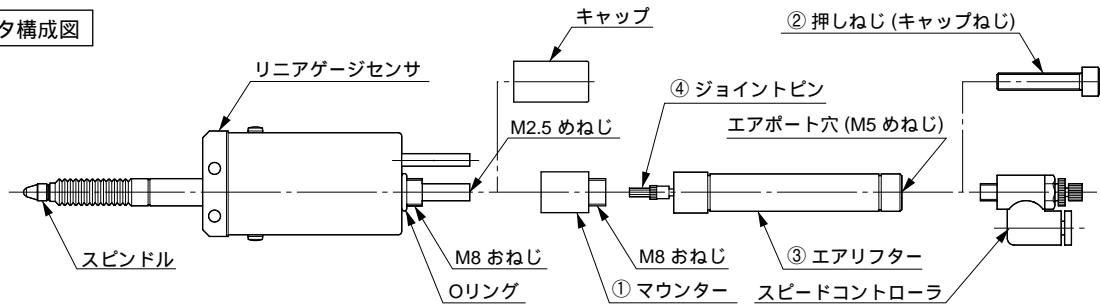 タ構成図
キャップ
② 押しねじ (キャップねじ)
リニアゲージセンサ
④ ジョイントピン
M2.5 めねじ
エアポート穴 (M5 めねじ)
スピンドル
M8 おねじ
M8 おねじ
③ エアリフター
Oリング
① マウンター
スピードコントローラ